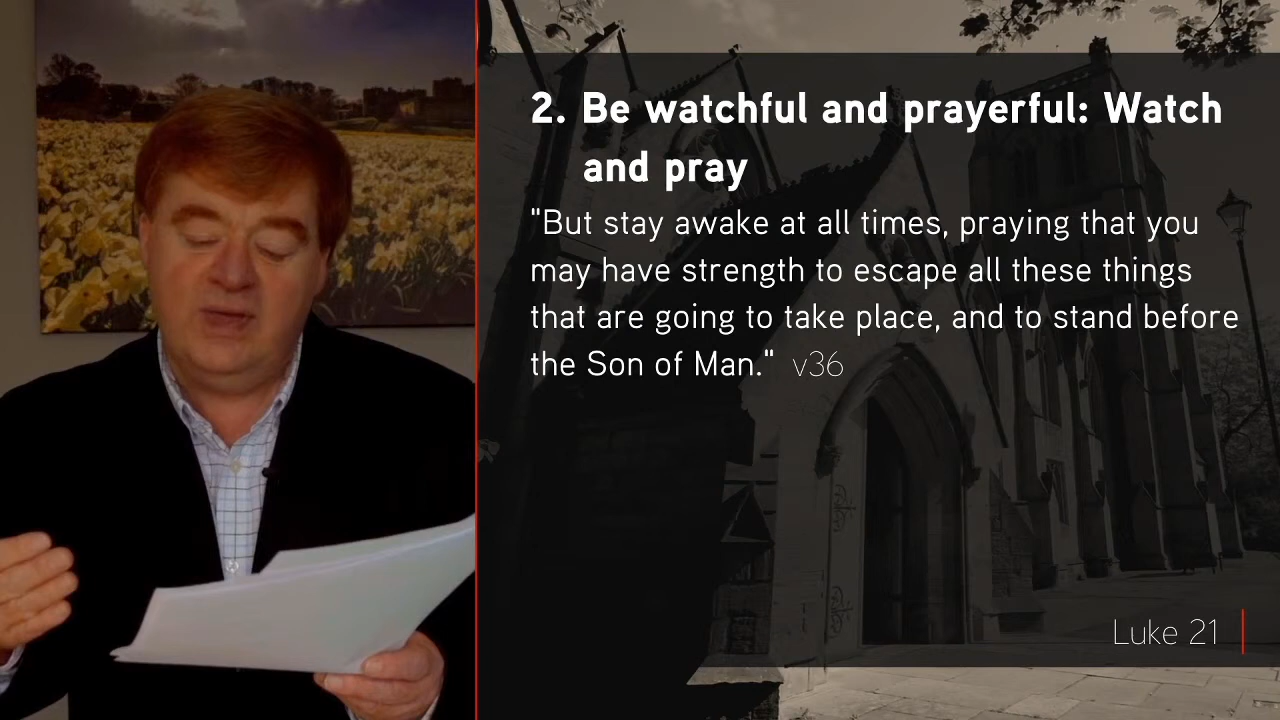 2. Be watchful and prayerful: Watch
and pray
"But stay awake at all times, praying that you
may have strength to escape all these things
that are going to take place, and to stand before
the Son of Man." v36
Luke 21